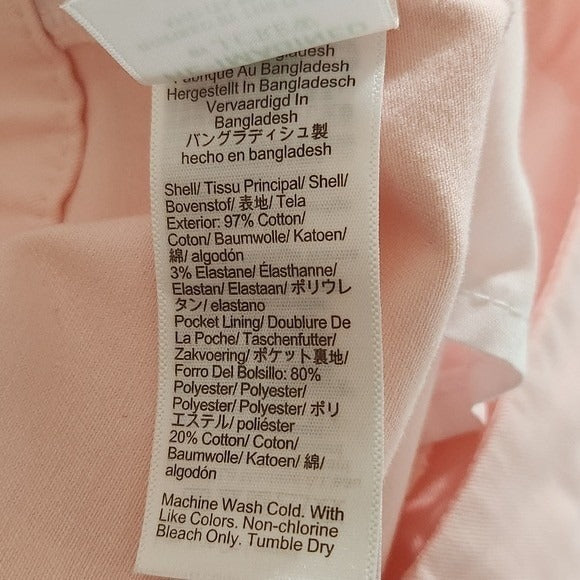 Bangladesh
Fabrique Au Bangladesh
Hergestellt In Bangladesch
Vervaardigd In
Bangladesh
バングラディシュ製
hecho en bangladesh
Shell/ Tissu Principal/ Shell/
Bovenstof/ 表地/ Tela
Exterior: 97% Cotton/
Coton/ Baumwolle/ Katoen/
綿/ algodón
3% Elastane/ Élasthanne/
Elastan/ Elastaan/ ポリウレ
タン/ elastano
Pocket Lining/ Doublure De
La Poche/ Taschenfutter/
Zakvoering/ ポケット裏地/
Forro Del Bolsillo: 80%
Polyester/ Polyester/
Polyester/ Polyester/ ポリ
エステル/ poliéster
20% Cotton/ Coton/
Baumwolle/ Katoen/ 綿/
algodón
Machine Wash Cold. With
Like Colors. Non-chlorine
Bleach Only. Tumble Dry